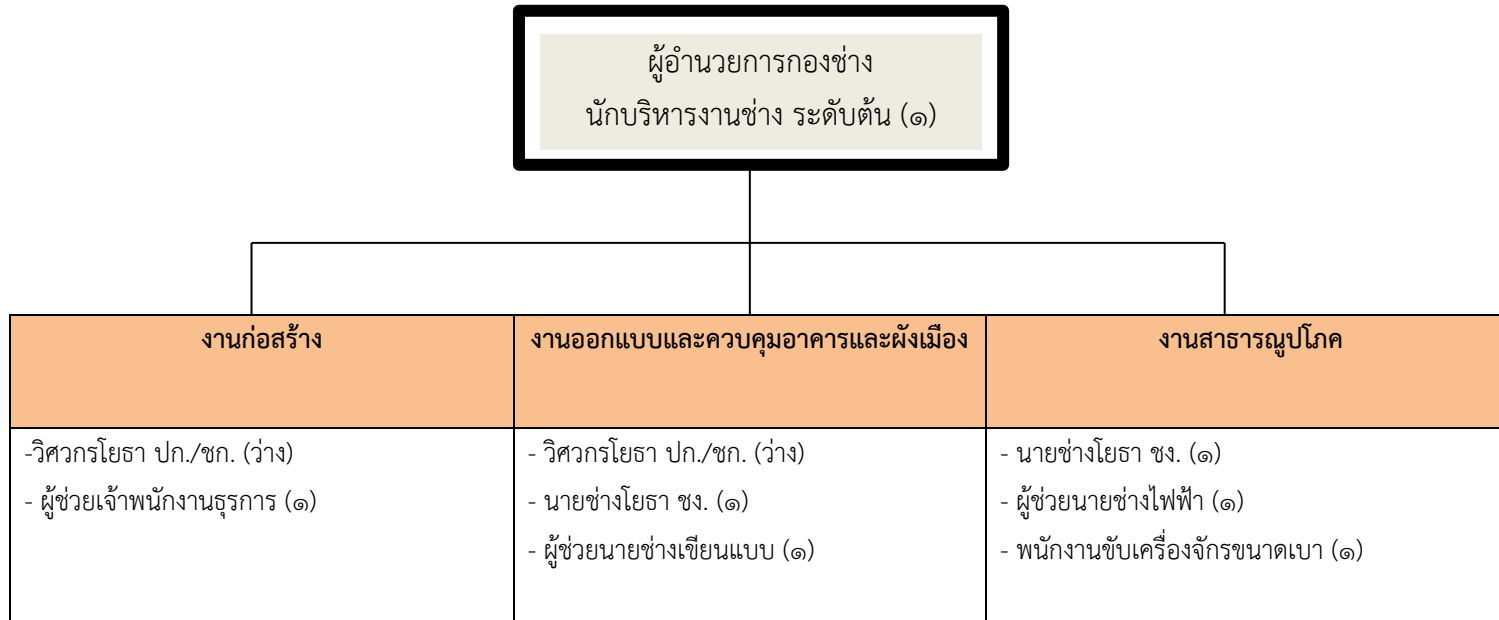 ผู้อำนวยการกองช่าง
นักบริหารงานช่าง ระดับต้น (๑)
งานก่อสร้าง
งานออกแบบและควบคุมอาคารและผังเมือง
งานสาธารณูปโภค
-วิศวกรโยธา ปก./ชก. (ว่าง)
- ผู้ช่วยเจ้าพนักงานธุรการ (๑)
- วิศวกรโยธา ปก./ชก. (ว่าง)
- นายช่างโยธา ชง. (๑)
- ผู้ช่วยนายช่างเขียนแบบ (๑)
- นายช่างโยธา ชง. (๑)
- ผู้ช่วยนายช่างไฟฟ้า (๑)
- พนักงานขับเครื่องจักรขนาดเบา (๑)